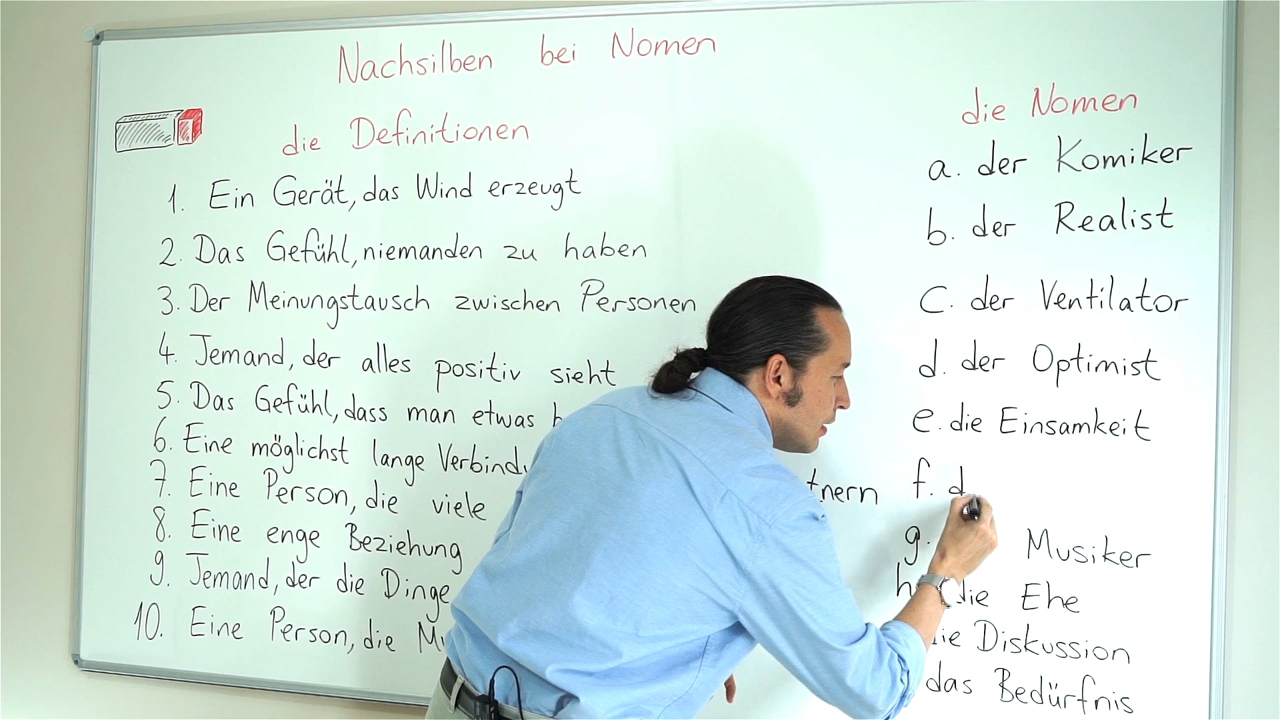 Nachsilben bei Nomen
die Definitionen
1. Ein Gerät, das Wind erzeugt
2. Das Gefühl, niemanden zu haben
3. Der Meinungstausch zwischen Personen
4. Jemand, der alles positiv sieht
5. Das Gefühl, dass man etwas
6. Eine möglichst lange
7. Eine Person, die viele
8. Eine enge Beziehung
9. Jemand, der die Dinge
10. Eine Person, die
die Nomen
a. der Komiker
b. der Realist
c. der Ventilator
d. der Optimist
e. die Einsamkeit
f. d
g. Musiker
h die Ehe
Diskussion
das Bedürfnis